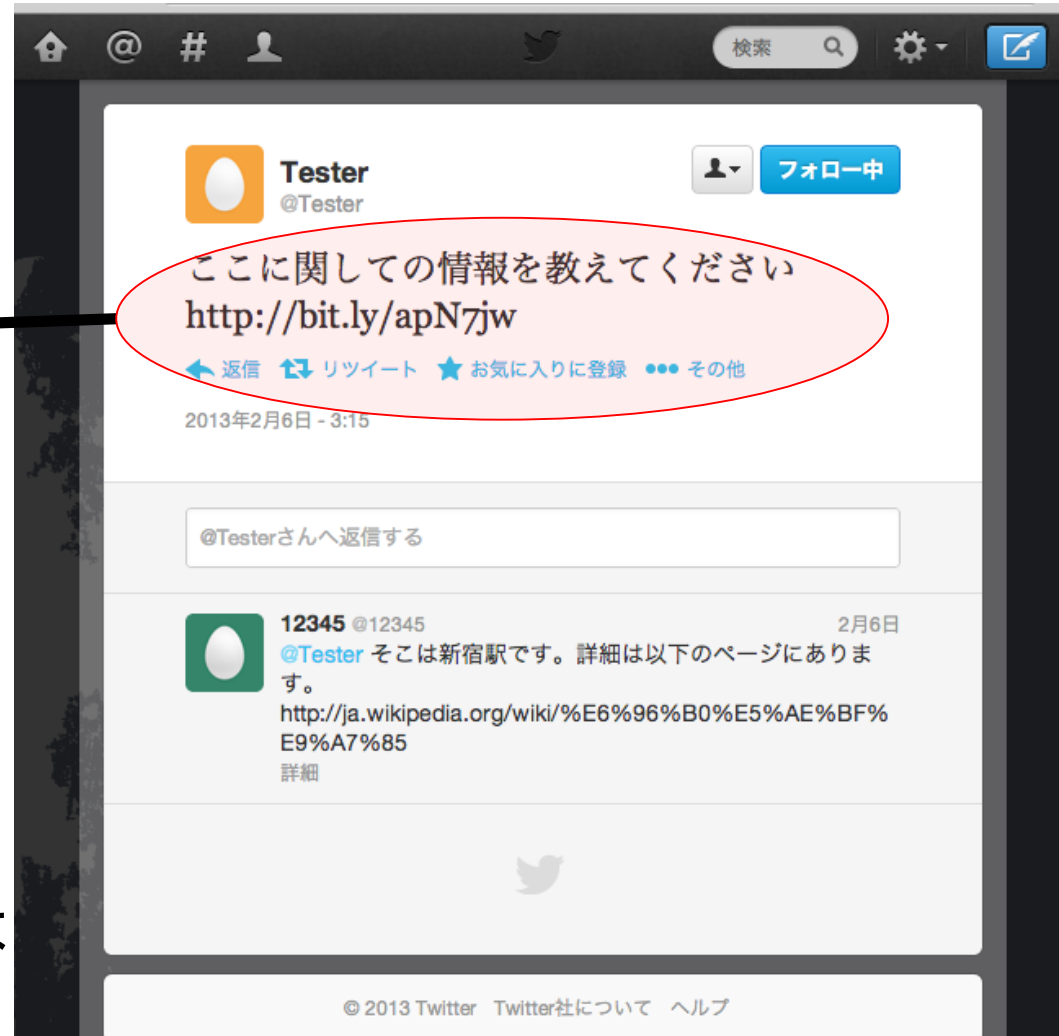 @ #
検索
Tester
@Tester
フォロー中
ここに関しての情報を教えてください
http://bit.ly/apN7jw
返信 リツイート お気に入りに登録 その他
2013年2月6日 - 3:15
@Testerさんへ返信する
12345 @12345 2月6日
@Tester そこは新宿駅です。詳細は以下のページにありま
す。
http://ja.wikipedia.org/wiki/%E6%96%B0%E5%AE%BF%
E9%A7%85
詳細
© 2013 Twitter Twitter社について ヘルプ